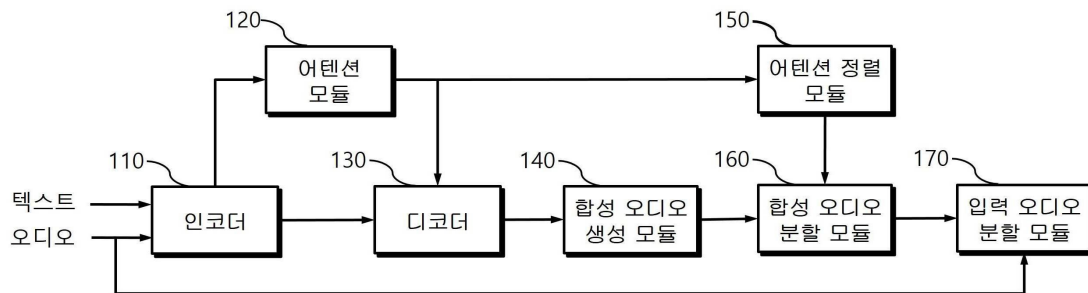 120
어텐션
모듈
150
어텐션 정렬
모듈
110
130
140
160
170
텍스트
오디오
인코더
디코더
합성 오디오
생성 모듈
합성 오디오
분할 모듈
입력 오디오
분할 모듈